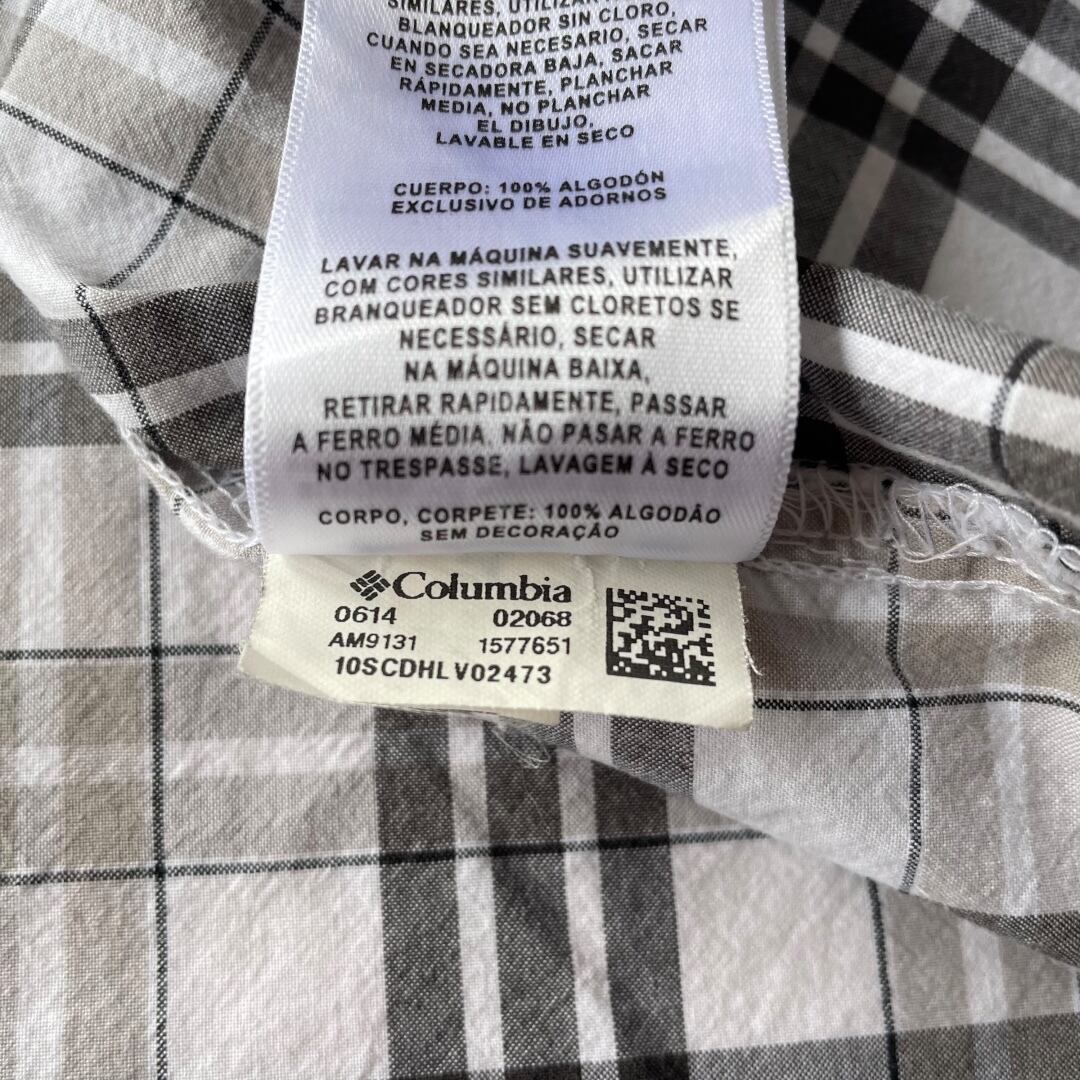 SIMILARES, UTILIZAR
BLANQUEADOR SIN CLORO,
CUANDO SEA NECESARIO, SECAR
EN SECADORA BAJA, SACAR
RÁPIDAMENTE, PLANCHAR
MEDIA, NO PLANCHAR
EL DIBUJO,
LAVABLE EN SECO
CUERPO: 100% ALGODÓN
EXCLUSIVO DE ADORNOS
LAVAR NA MÁQUINA SUAVEMENTE,
COM CORES SIMILARES, UTILIZAR
BRANQUEADOR SEM CLORETOS SE
NECESSÁRIO, SECAR
NA MÁQUINA BAIXA,
RETIRAR RAPIDAMENTE, PASSAR
A FERRO MÉDIA, NÃO PASAR A FERRO
NO TRESPASSE, LAVAGEM À SECO
CORPO, CORPETE: 100% ALGODÃO
SEM DECORAÇÃO
Columbia
0614 02068
AM9131 1577651
10SCDHLV02473